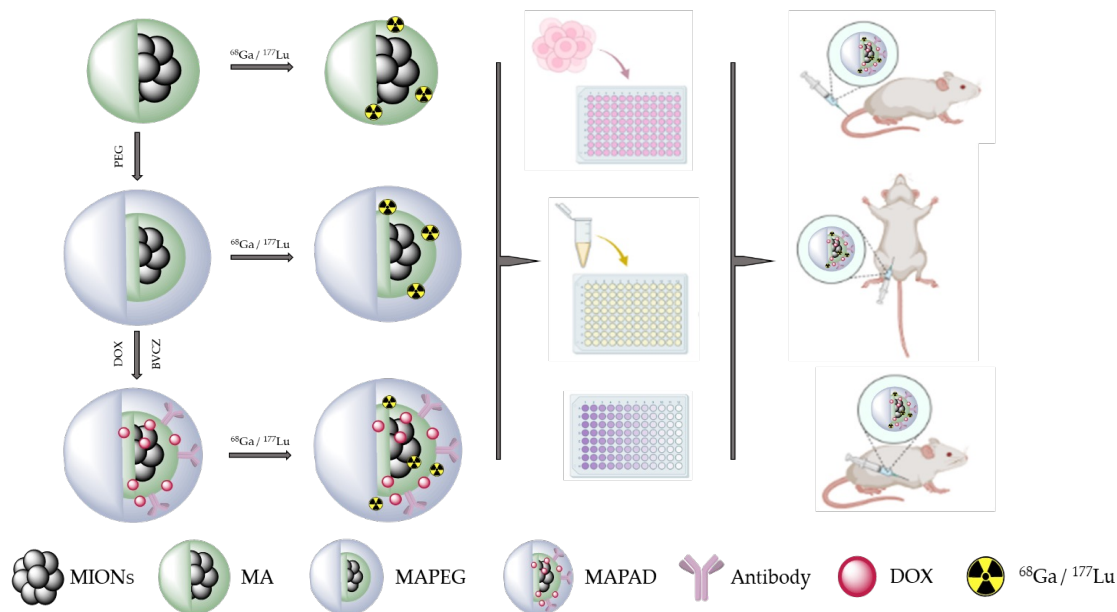 ⁶⁸Ga/ ¹⁷⁷Lu
PEG
⁶⁸Ga/ ¹⁷⁷Lu
DOX
BVCZ
⁶⁸Ga/ ¹⁷⁷Lu
MIONs
MA
MAPEG
MAPAD
Antibody
DOX
⁶⁸Ga/ ¹⁷⁷Lu